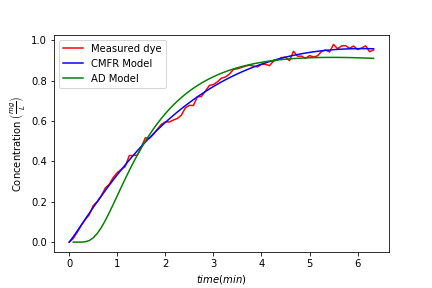 Measured dye
CMFR Model
AD Model
Concentration (mg/L)
1.0
0.8
0.6
0.4
0.2
0.0
0 1 2 3 4 5 6
time(min)